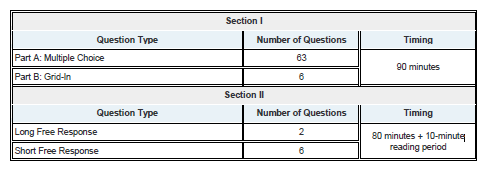 Section I
Question Type Number of Questions Timing
Part A: Multiple Choice 63 90 minutes
Part B: Grid-In 6
Section II
Question Type Number of Questions Timing
Long Free Response 2 80 minutes + 10-minute
Short Free Response 6 reading period